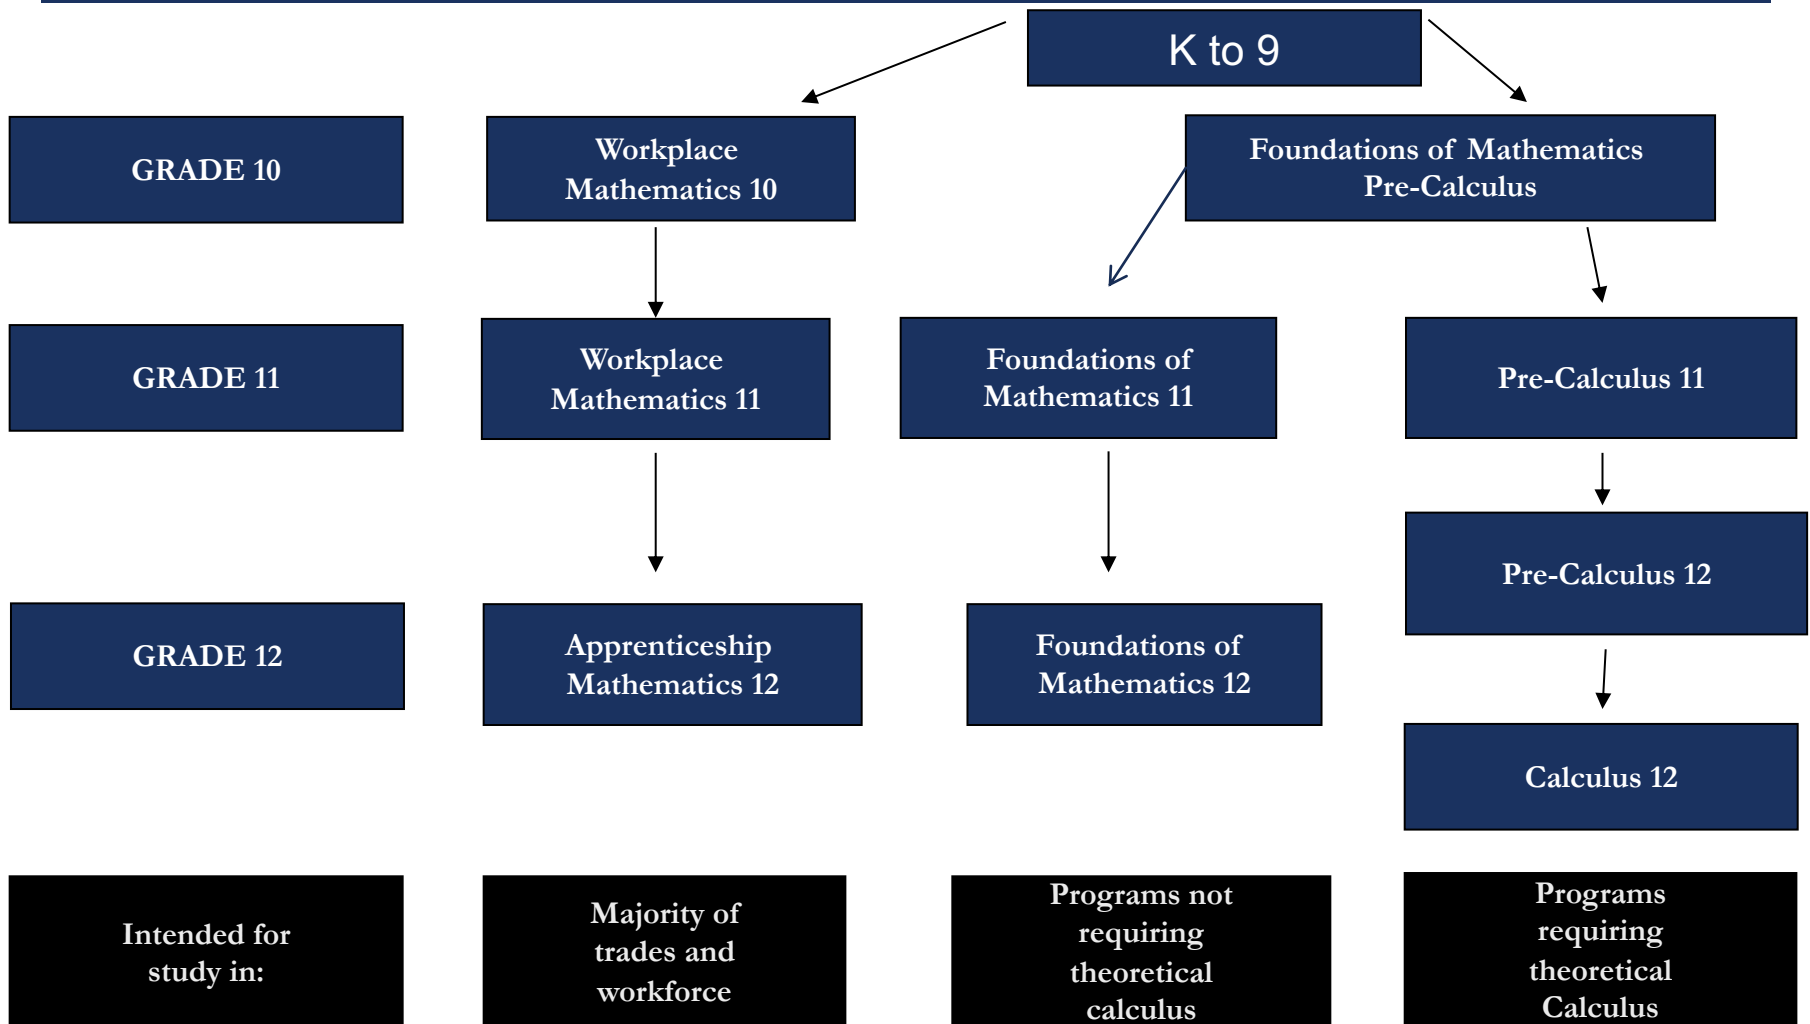 K to 9
GRADE 10
Workplace
Mathematics 10
Foundations of Mathematics
Pre-Calculus
GRADE 11
Workplace
Mathematics 11
Foundations of
Mathematics 11
Pre-Calculus 11
Pre-Calculus 12
GRADE 12
Apprenticeship
Mathematics 12
Foundations of
Mathematics 12
Calculus 12
Intended for
study in:
Majority of
trades and
workforce
Programs not
requiring
theoretical
calculus
Programs
requiring
theoretical
Calculus